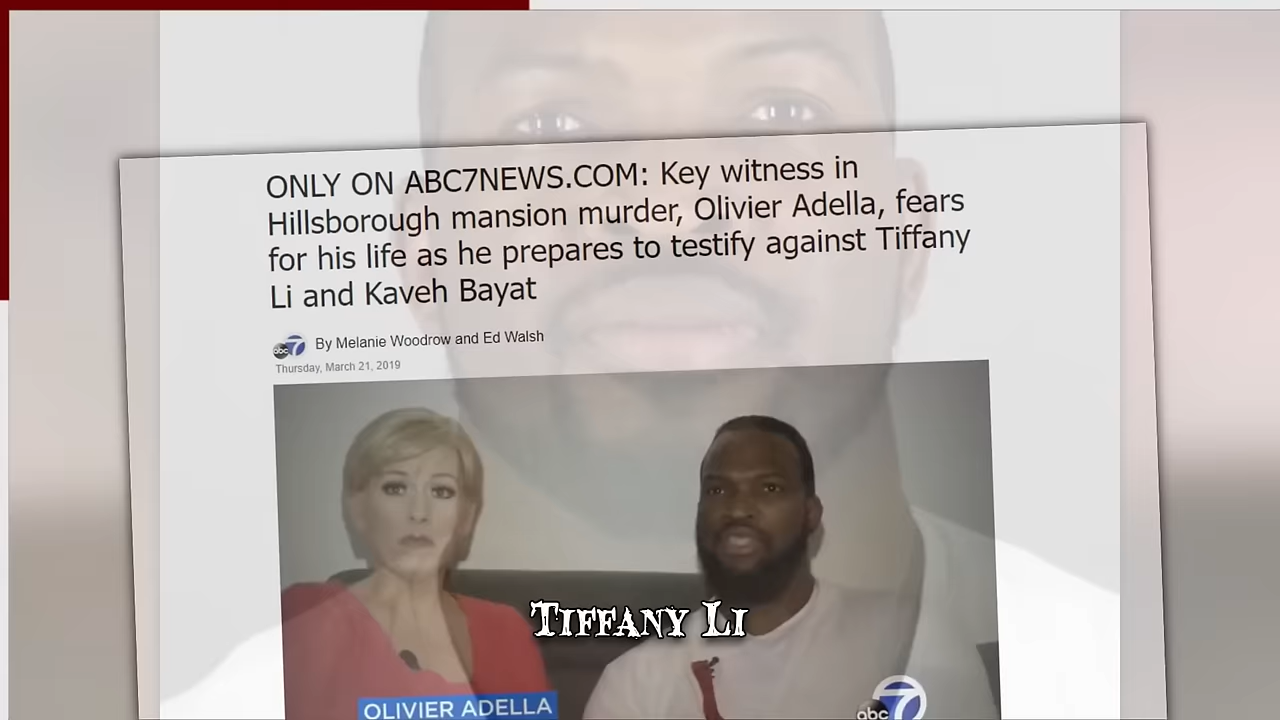 ONLY ON ABC7NEWS.COM: Key witness in
Hillsborough mansion murder, Olivier Adella, fears
for his life as he prepares to testify against Tiffany
Li and Kaveh Bayat
abc 7
By Melanie Woodrow and Ed Walsh
Thursday, March 21, 2019
TIFFANY LI
OLIVIER ADELLA
abc 7